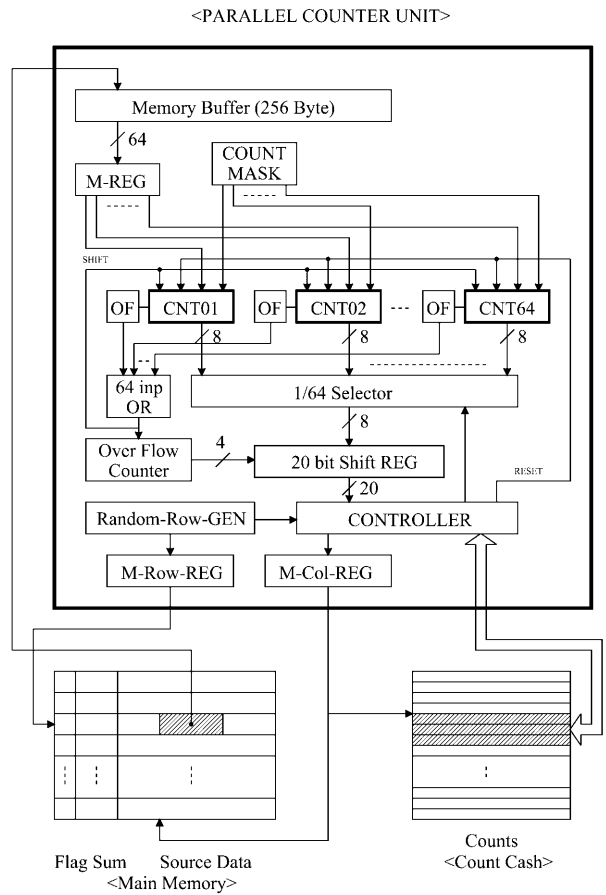 <PARALLEL COUNTER UNIT>
Memory Buffer (256 Byte)
64
COUNT
MASK
M-REG
SHIFT
OF
CNT01
OF
CNT02
OF
CNT64
8
8
8
64 inp
OR
1/64 Selector
8
Over Flow
Counter
4
20 bit Shift REG
20
RESET
Random-Row-GEN
CONTROLLER
M-Row-REG
M-Col-REG
Flag Sum
Source Data
<Main Memory>
Counts
<Count Cash>